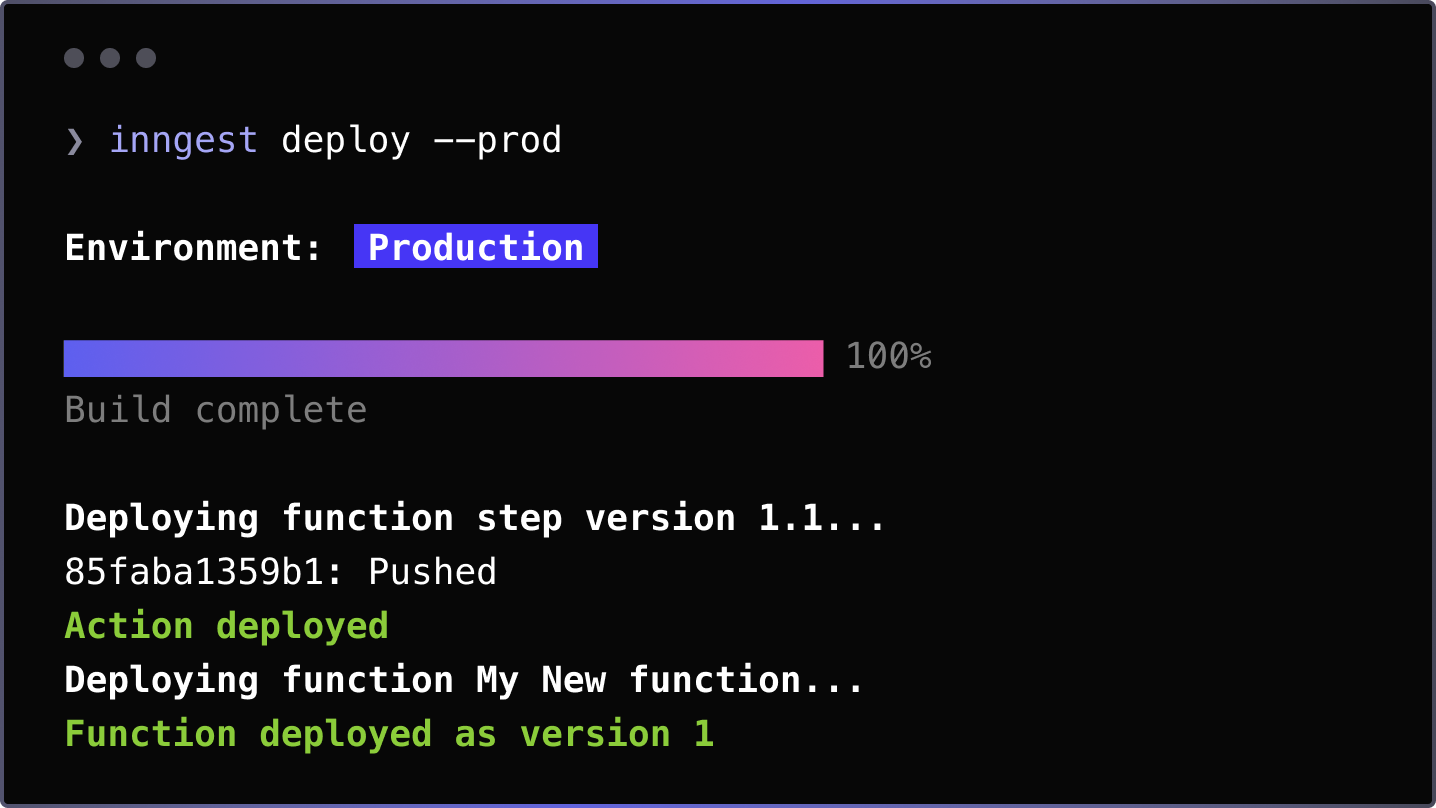 ❯ inngest deploy --prod
Environment: Production
100%
Build complete
Deploying function step version 1.1...
85faba1359b1: Pushed
Action deployed
Deploying function My New function...
Function deployed as version 1